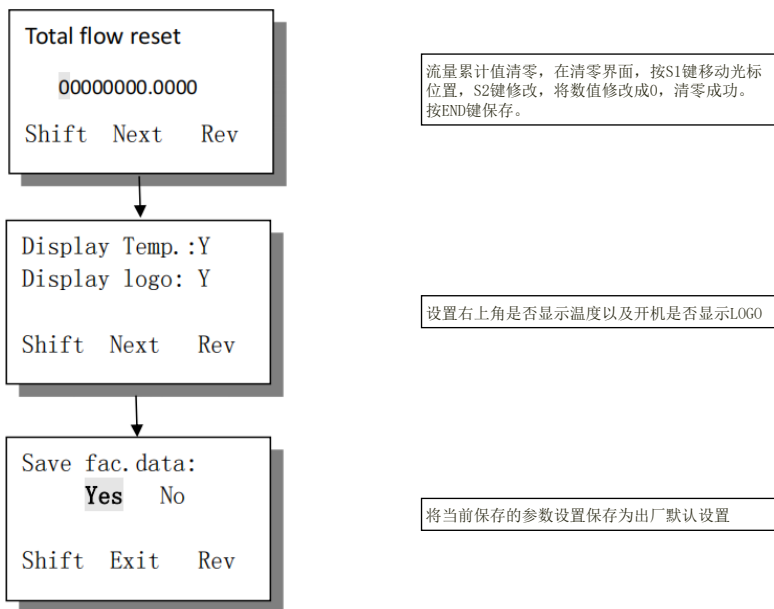 Total flow reset
00000000.0000
Shift Next Rev
流量累计值清零，在清零界面，按S1键移动光标
位置，S2键修改，将数值修改成0，清零成功。
按END键保存。
Display Temp.:Y
Display logo: Y
Shift Next Rev
设置右上角是否显示温度以及开机是否显示LOGO
Save fac.data:
Yes No
Shift Exit Rev
将当前保存的参数设置保存为出厂默认设置